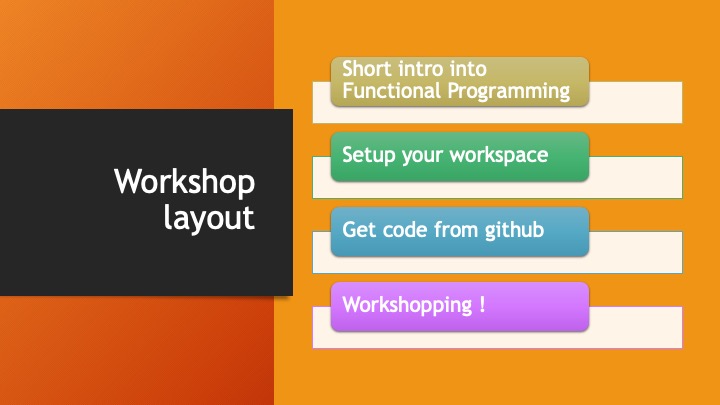 Workshop
layout
Short intro into
Functional Programming
Setup your workspace
Get code from github
Workshopping !